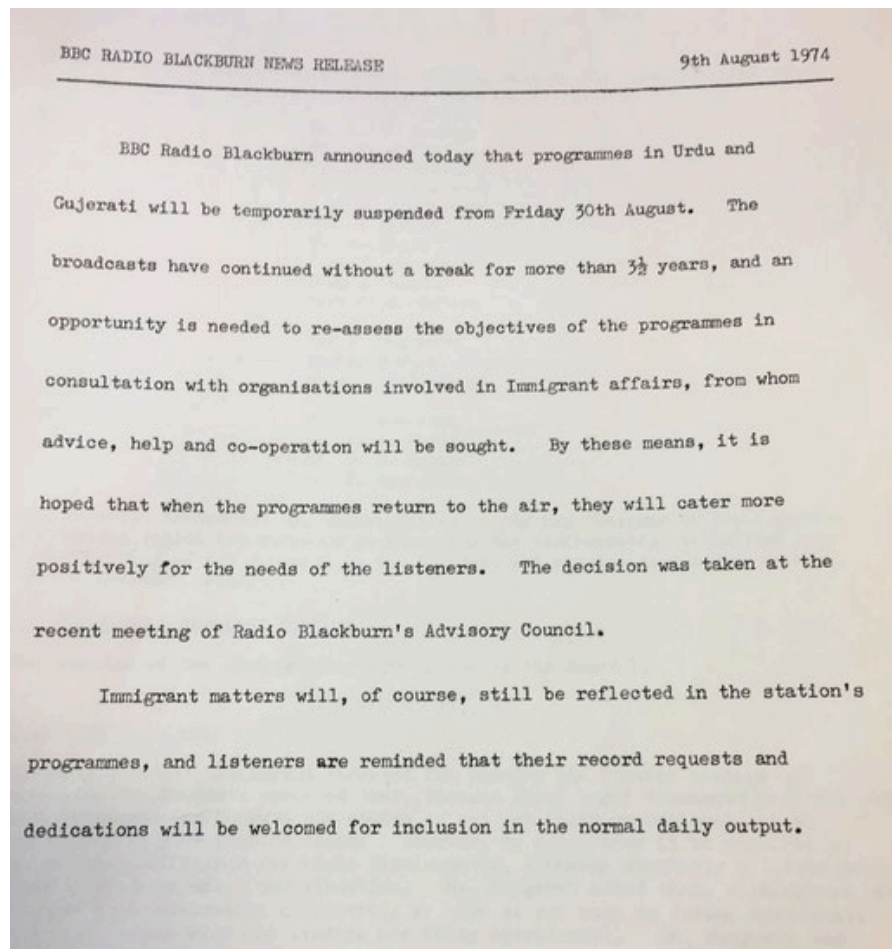 BBC RADIO BLACKBURN NEWS RELEASE 9th August 1974
BBC Radio Blackburn announced today that programmes in Urdu and
Gujerati will be temporarily suspended from Friday 30th August. The
broadcasts have continued without a break for more than 3½ years, and an
opportunity is needed to re-assess the objectives of the programmes in
consultation with organisations involved in Immigrant affairs, from whom
advice, help and co-operation will be sought. By these means, it is
hoped that when the programmes return to the air, they will cater more
positively for the needs of the listeners. The decision was taken at the
recent meeting of Radio Blackburn's Advisory Council.
Immigrant matters will, of course, still be reflected in the station's
programmes, and listeners are reminded that their record requests and
dedications will be welcomed for inclusion in the normal daily output.